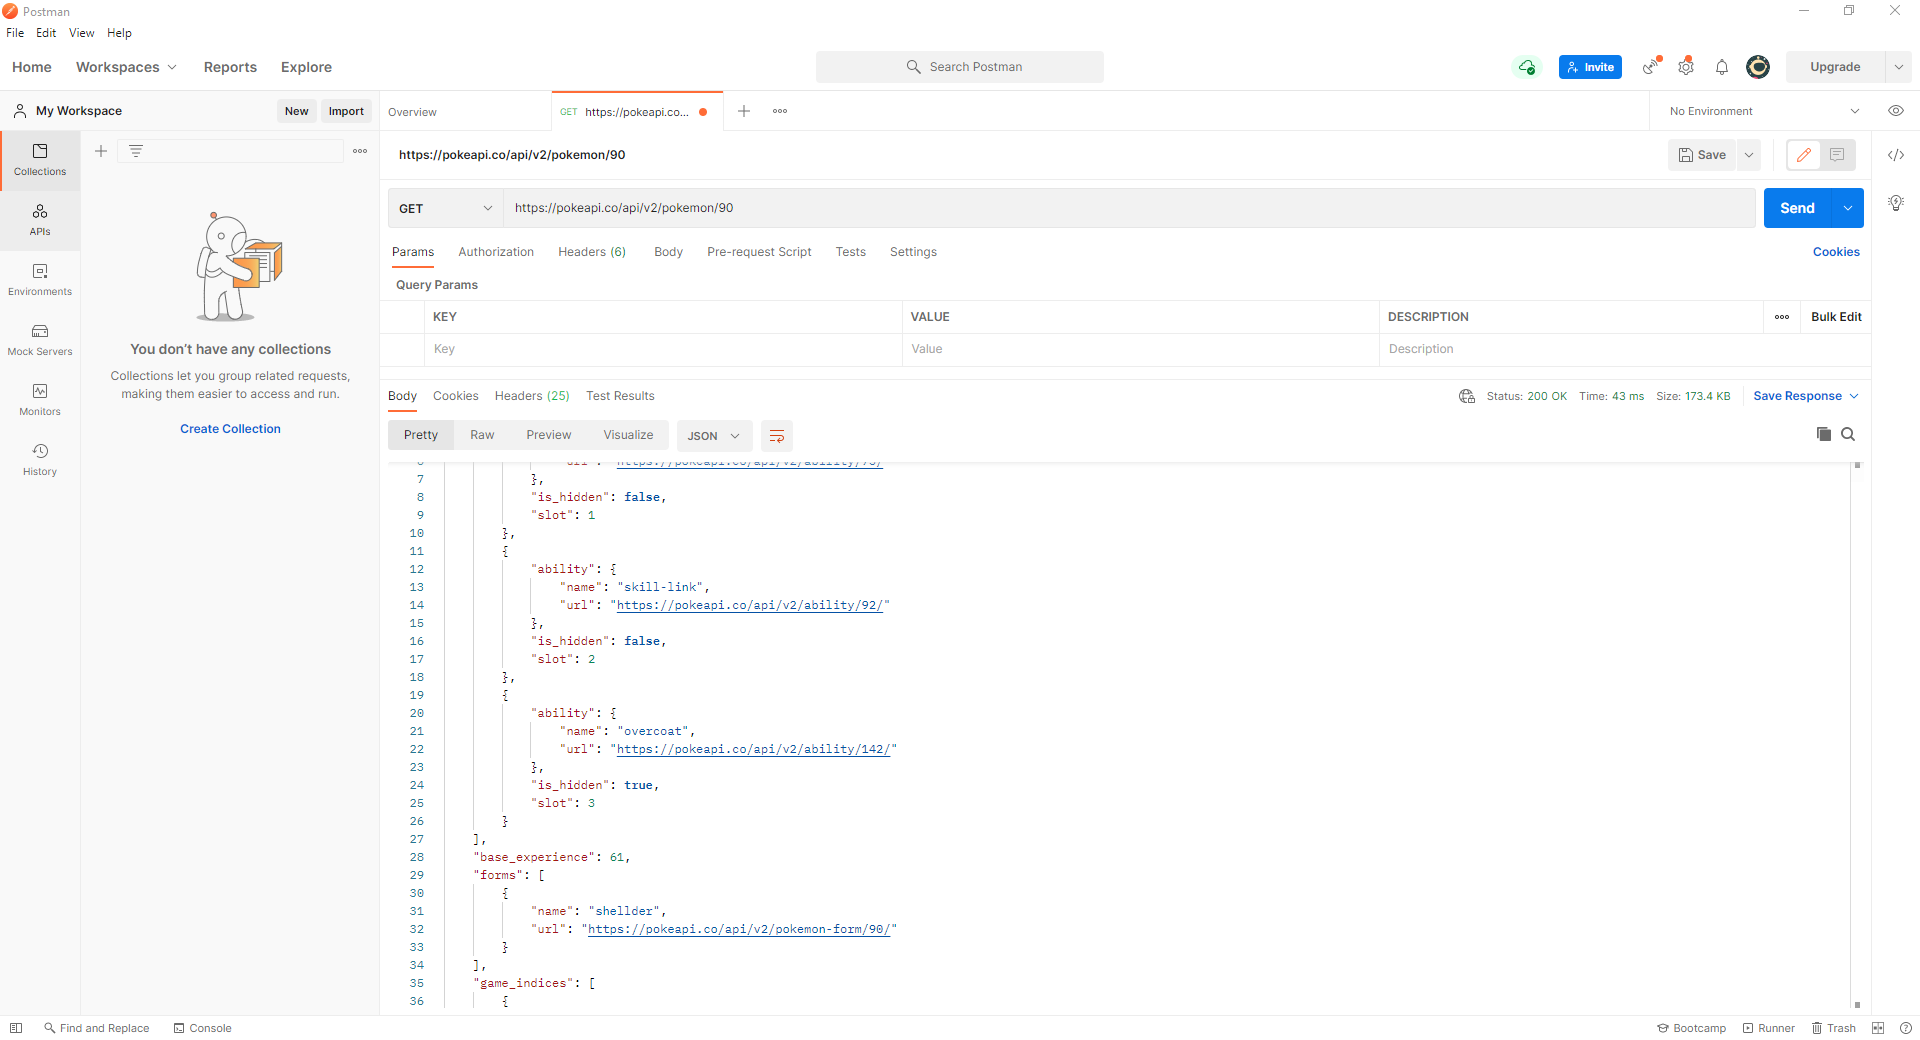 Postman
File Edit View Help
Home Workspaces Reports Explore
Search Postman
Invite
Upgrade
My Workspace
New Import
Overview
GET https://pokeapi.co...
No Environment
Collections
APIs
Environments
Mock Servers
Monitors
History
You don't have any collections
Collections let you group related requests,
making them easier to access and run.
Create Collection
https://pokeapi.co/api/v2/pokemon/90
Save
GET https://pokeapi.co/api/v2/pokemon/90
Send
Params Authorization Headers (6) Body Pre-request Script Tests Settings
Cookies
Query Params
KEY VALUE DESCRIPTION
Bulk Edit
Key Value Description
Body Cookies Headers (25) Test Results
Status: 200 OK Time: 43 ms Size: 173.4 KB
Save Response
Pretty Raw Preview Visualize JSON
7 },
8 "is_hidden": false,
9 "slot": 1
10 },
11 {
12 "ability": {
13 "name": "skill-link",
14 "url": "https://pokeapi.co/api/v2/ability/92/"
15 },
16 "is_hidden": false,
17 "slot": 2
18 },
19 {
20 "ability": {
21 "name": "overcoat",
22 "url": "https://pokeapi.co/api/v2/ability/142/"
23 },
24 "is_hidden": true,
25 "slot": 3
26 }
27 ],
28 "base_experience": 61,
29 "forms": [
30 {
31 "name": "shellder",
32 "url": "https://pokeapi.co/api/v2/pokemon-form/90/"
33 }
34 ],
35 "game_indices": [
36 {
Find and Replace Console
Bootcamp Runner Trash